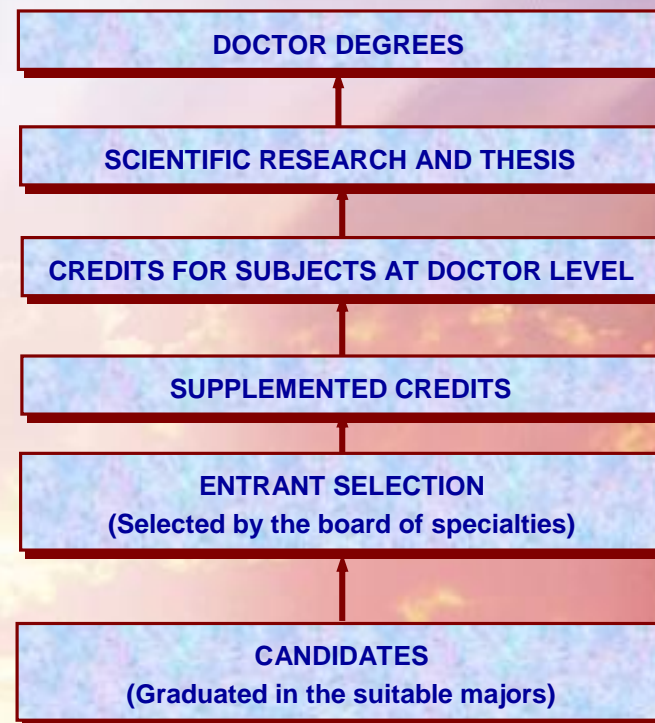 DOCTOR DEGREES
SCIENTIFIC RESEARCH AND THESIS
CREDITS FOR SUBJECTS AT DOCTOR LEVEL
SUPPLEMENTED CREDITS
ENTRANT SELECTION
(Selected by the board of specialties)
CANDIDATES
(Graduated in the suitable majors)